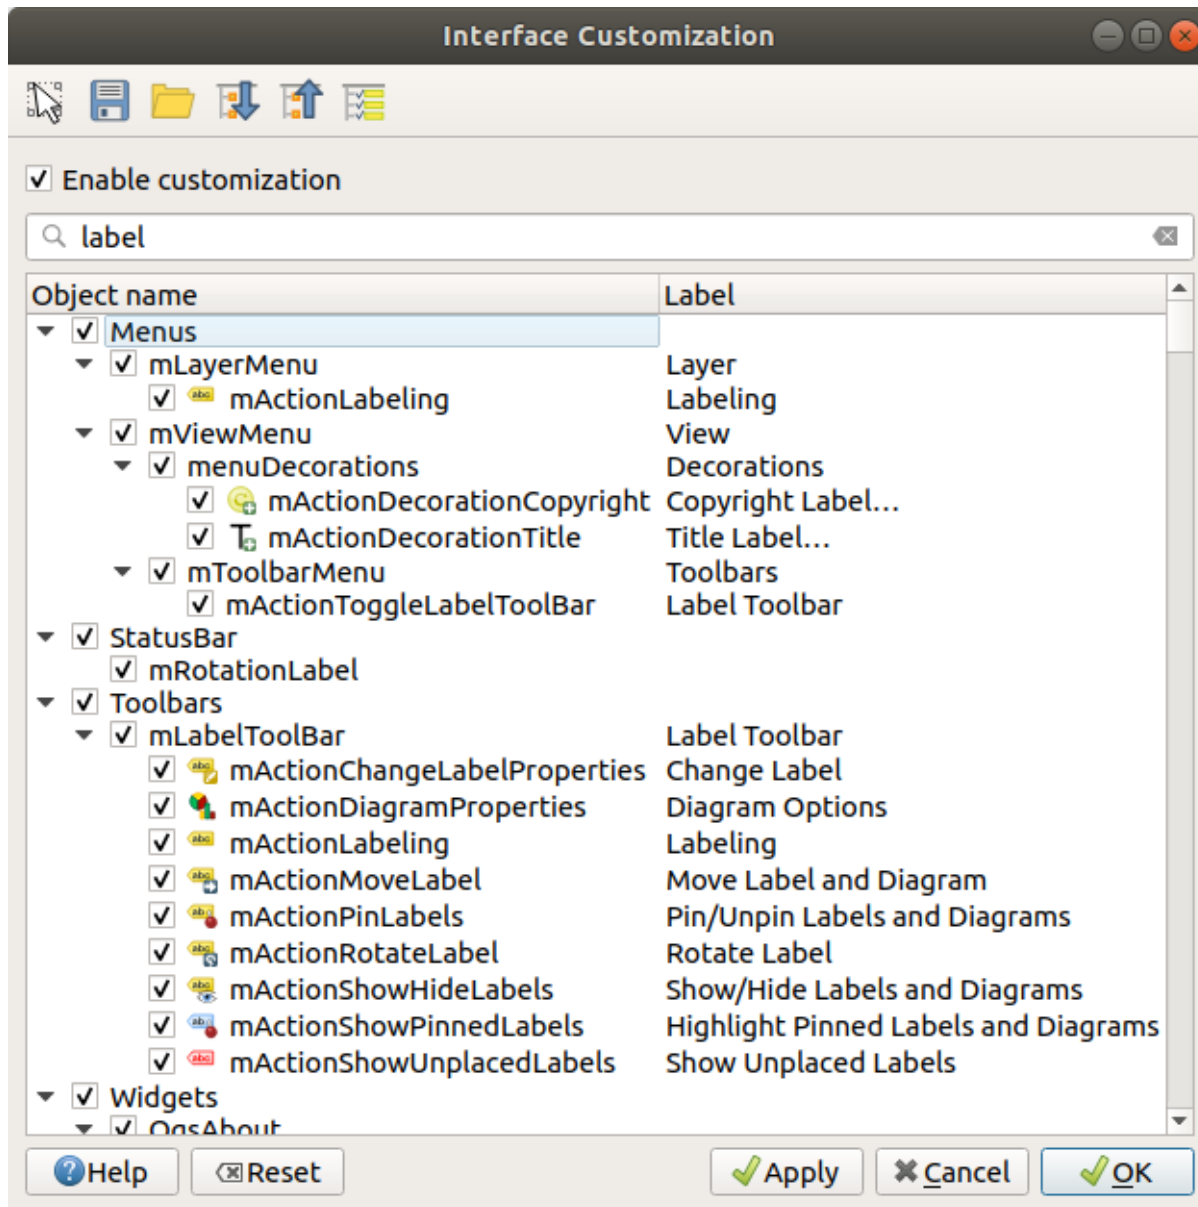 Interface Customization
Enable customization
label
Object name Label
Menus
mLayerMenu Layer
mActionLabeling Labeling
mViewMenu View
menuDecorations Decorations
mActionDecorationCopyright Copyright Label...
mActionDecorationTitle Title Label...
mToolbarMenu Toolbars
mActionToggleLabelToolBar Label Toolbar
StatusBar
mRotationLabel
Toolbars
mLabelToolBar Label Toolbar
mActionChangeLabelProperties Change Label
mActionDiagramProperties Diagram Options
mActionLabeling Labeling
mActionMoveLabel Move Label and Diagram
mActionPinLabels Pin/Unpin Labels and Diagrams
mActionRotateLabel Rotate Label
mActionShowHideLabels Show/Hide Labels and Diagrams
mActionShowPinnedLabels Highlight Pinned Labels and Diagrams
mActionShowUnplacedLabels Show Unplaced Labels
Widgets
QgsAbout
Help Reset Apply Cancel OK